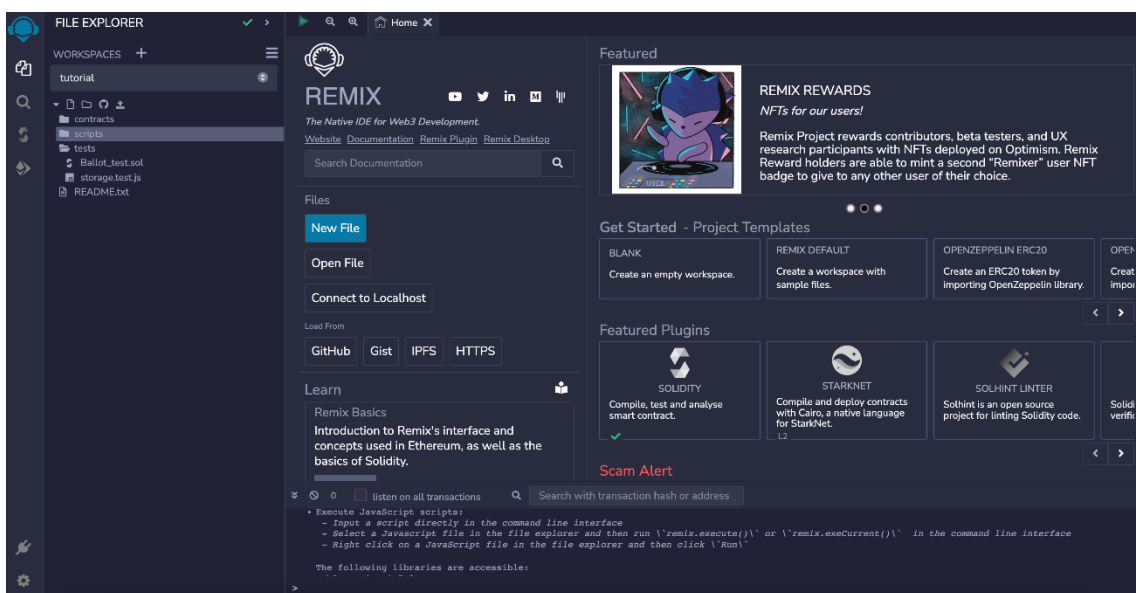 FILE EXPLORER
WORKSPACES
tutorial
contracts
scripts
tests
Ballot_test.sol
storage.test.js
README.txt
Home
REMIX
The Native IDE for Web3 Development.
Website Documentation Remix Plugin Remix Desktop
Search Documentation
Files
New File
Open File
Connect to Localhost
Load From
GitHub Gist IPFS HTTPS
Learn
Remix Basics
Introduction to Remix's interface and
concepts used in Ethereum, as well as the
basics of Solidity.
Featured
USER
REMIX REWARDS
NFTs for our users!
Remix Project rewards contributors, beta testers, and UX
research participants with NFTs deployed on Optimism. Remix
Reward holders are able to mint a second "Remixer" user NFT
badge to give to any other user of their choice.
Get Started - Project Templates
BLANK
Create an empty workspace.
REMIX DEFAULT
Create a workspace with
sample files.
OPENZEPPELIN ERC20
Create an ERC20 token by
importing OpenZeppelin library.
Featured Plugins
SOLIDITY
Compile, test and analyse
smart contract.
STARKNET
Compile and deploy contracts
with Cairo, a native language
for StarkNet.
L2
SOLHINT LINTER
Solhint is an open source
project for linting Solidity code.
Scam Alert
0 listen on all transactions Search with transaction hash or address
• Execute JavaScript scripts:
- Input a script directly in the command line interface
- Select a Javascript file in the file explorer and then run \`remix.execute()\` or \`remix.exeCurrent()\` in the command line interface
- Right click on a JavaScript file in the file explorer and then click \`Run\`
The following libraries are accessible:
>